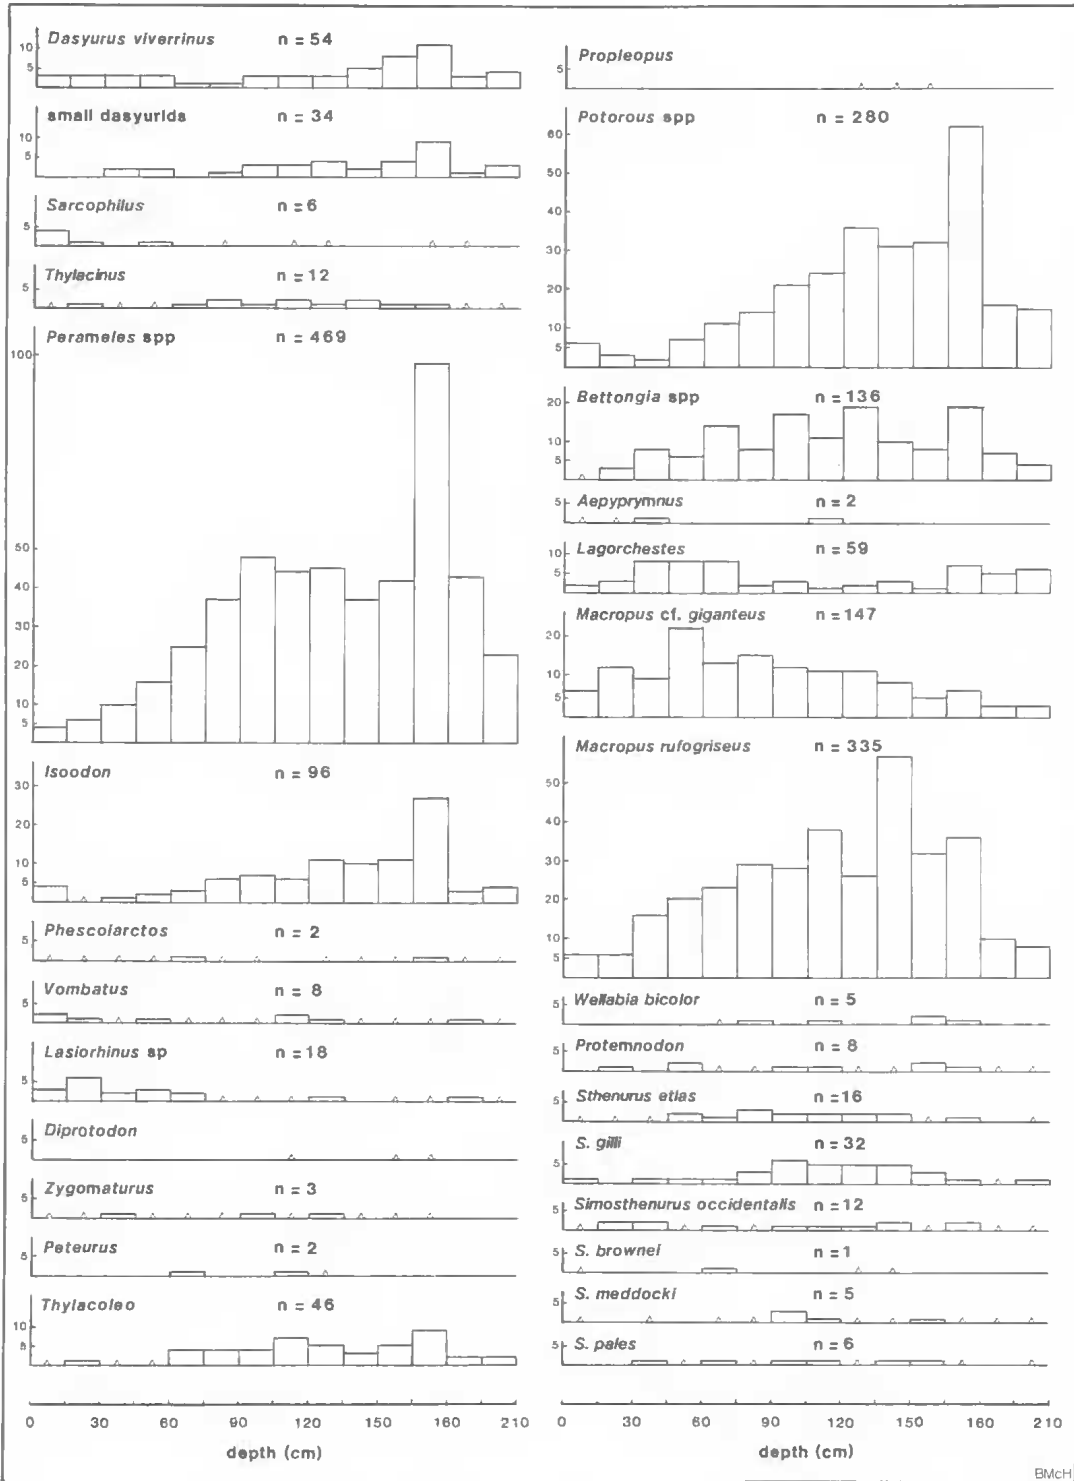 Dasyurus viverrinus n = 54
10
5
small dasyurids n = 34
10
5
Sarcophilus n = 6
5
Thylacinus n = 12
5
Perameles spp n = 469
100
50
40
30
20
10
5
Isoodon n = 96
30
20
10
5
Phascolarctos n = 2
5
Vombatus n = 8
5
Lasiorhinus sp n = 18
5
Diprotodon
5
Zygomaturus n = 3
5
Petaurus n = 2
5
Thylacoleo n = 46
10
5
0 30 60 90 120 150 180 210
depth (cm)
Propleopus
5
Potorous spp n = 280
60
50
40
30
20
10
5
Bettongia spp n = 136
20
10
5
Aepyprymnus n = 2
5
Lagorchestes n = 59
10
5
Macropus cf. giganteus n = 147
20
10
5
Macropus rufogriseus n = 335
50
40
30
20
10
5
Wallabia bicolor n = 5
5
Protemnodon n = 8
5
Sthenurus atlas n = 16
5
S. gilli n = 32
5
Simosthenurus occidentalis n = 12
5
S. brownei n = 1
5
S. maddocki n = 5
5
S. pales n = 6
5
0 30 60 90 120 150 180 210
depth (cm)
BMcH